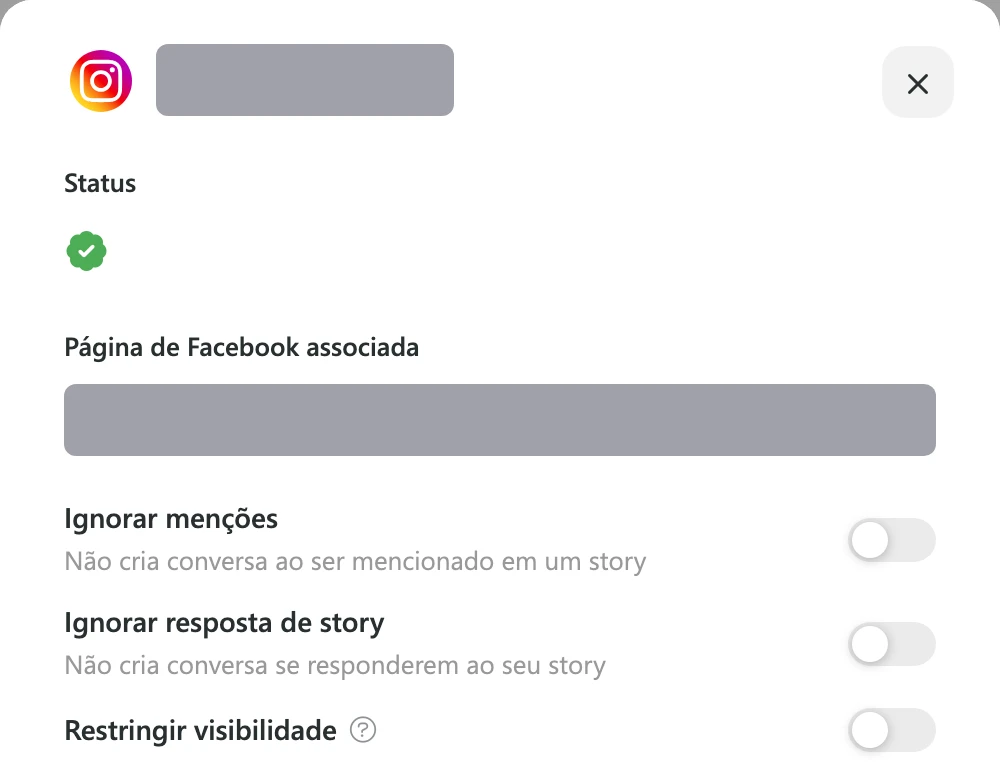 Status
Página de Facebook associada
Ignorar menções
Não cria conversa ao ser mencionado em um story
Ignorar resposta de story
Não cria conversa se responderem ao seu story
Restringir visibilidade ?